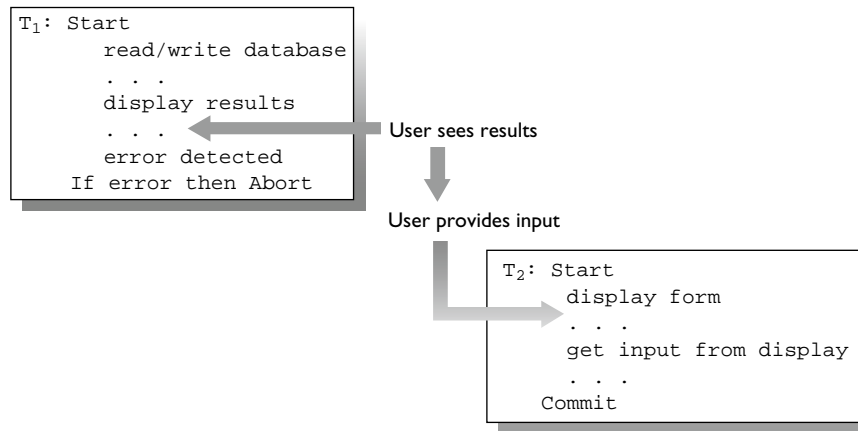 T₁: Start
read/write database
. . .
display results
. . .
error detected
If error then Abort
User sees results
User provides input
T₂: Start
display form
. . .
get input from display
. . .
Commit